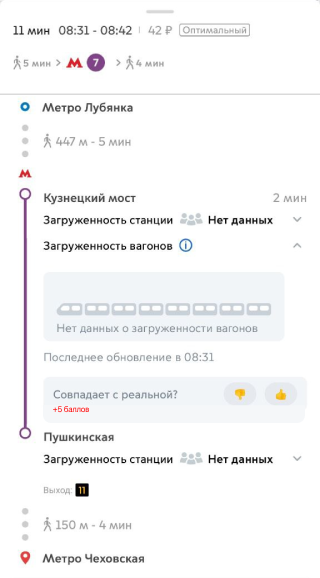 11 мин 08:31 - 08:42 | 42 ₽ Оптимальный
5 мин > М 7 > 4 мин
Метро Лубянка
447 м - 5 мин
М
Кузнецкий мост 2 мин
Загруженность станции Нет данных
Загруженность вагонов
Нет данных о загруженности вагонов
Последнее обновление в 08:31
Совпадает с реальной?
+5 баллов
Пушкинская
Загруженность станции Нет данных
Выход: 11
150 м - 4 мин
Метро Чеховская